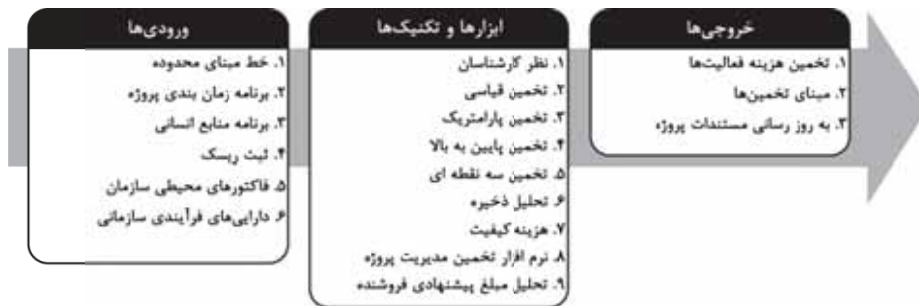 ورودی‌ها
۱. خط مبنای محدوده
۲. برنامه زمان بندی پروژه
۳. برنامه منابع انسانی
۴. ثبت ریسک
۵. فاکتورهای محیطی سازمان
۶. دارایی‌های فرآیندی سازمانی
ابزارها و تکنیک‌ها
۱. نظر کارشناسان
۲. تخمین قیاسی
۳. تخمین پارامتریک
۴. تخمین پایین به بالا
۵. تخمین سه نقطه ای
۶. تحلیل ذخیره
۷. هزینه کیفیت
۸. نرم افزار تخمین مدیریت پروژه
۹. تحلیل مبلغ پیشنهادی فروشنده
خروجی‌ها
۱. تخمین هزینه فعالیت‌ها
۲. مبنای تخمین‌ها
۳. به روز رسانی مستندات پروژه